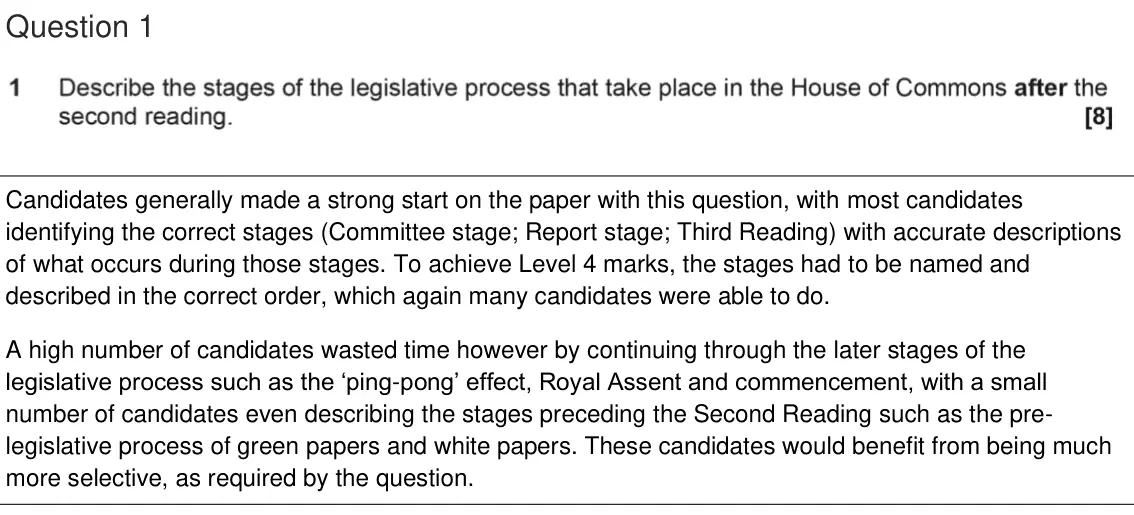 Question 1
1 Describe the stages of the legislative process that take place in the House of Commons after the
second reading. [8]
Candidates generally made a strong start on the paper with this question, with most candidates
identifying the correct stages (Committee stage; Report stage; Third Reading) with accurate descriptions
of what occurs during those stages. To achieve Level 4 marks, the stages had to be named and
described in the correct order, which again many candidates were able to do.
A high number of candidates wasted time however by continuing through the later stages of the
legislative process such as the ‘ping-pong’ effect, Royal Assent and commencement, with a small
number of candidates even describing the stages preceding the Second Reading such as the pre-
legislative process of green papers and white papers. These candidates would benefit from being much
more selective, as required by the question.